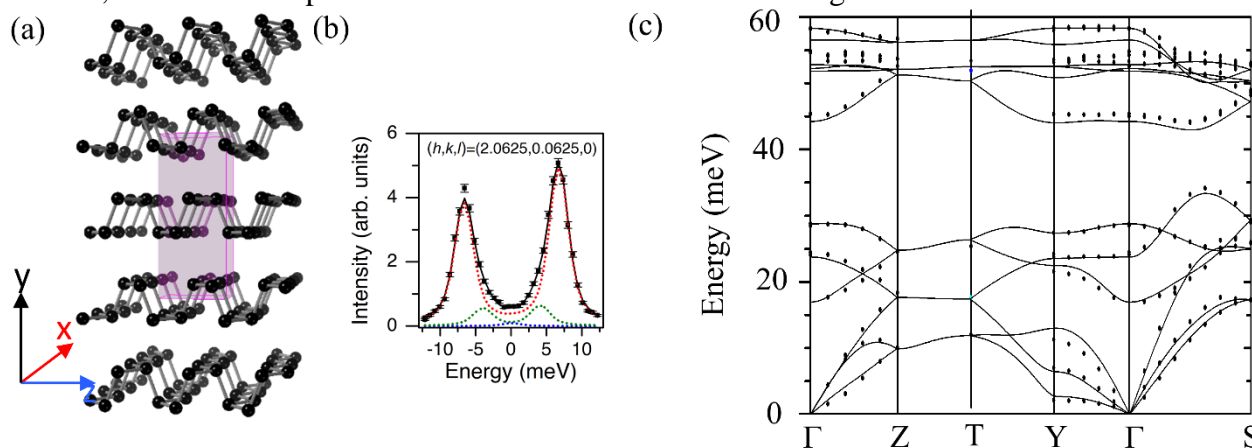 (a)
(b)
(c)
y
x
z
6
4
2
0
Intensity (arb. units)
(h,k,l)=(2.0625,0.0625,0)
-10 -5 0 5 10
Energy (meV)
60
40
20
0
Energy (meV)
Γ Z T Y Γ S